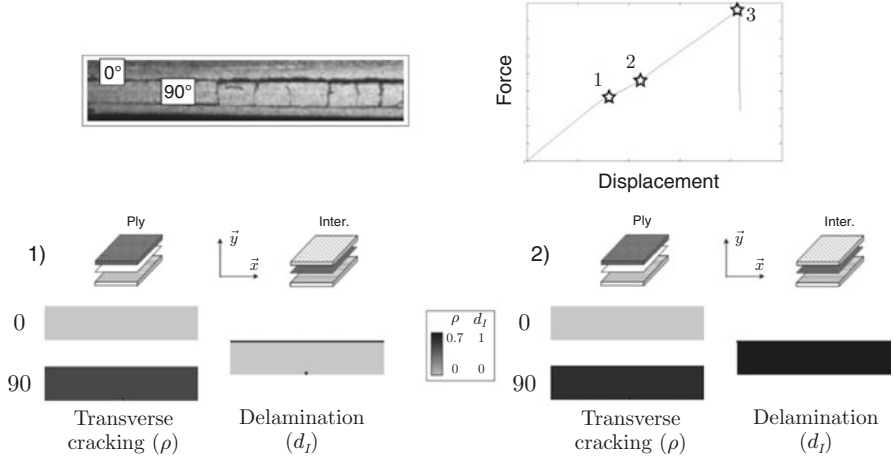 0°
90°
Force
1
2
3
Displacement
1)
Ply
y
x
Inter.
0
90
Transverse
cracking (ρ)
Delamination
(d_I)
ρ d_I
0.7 1
0 0
2)
Ply
y
x
Inter.
0
90
Transverse
cracking (ρ)
Delamination
(d_I)